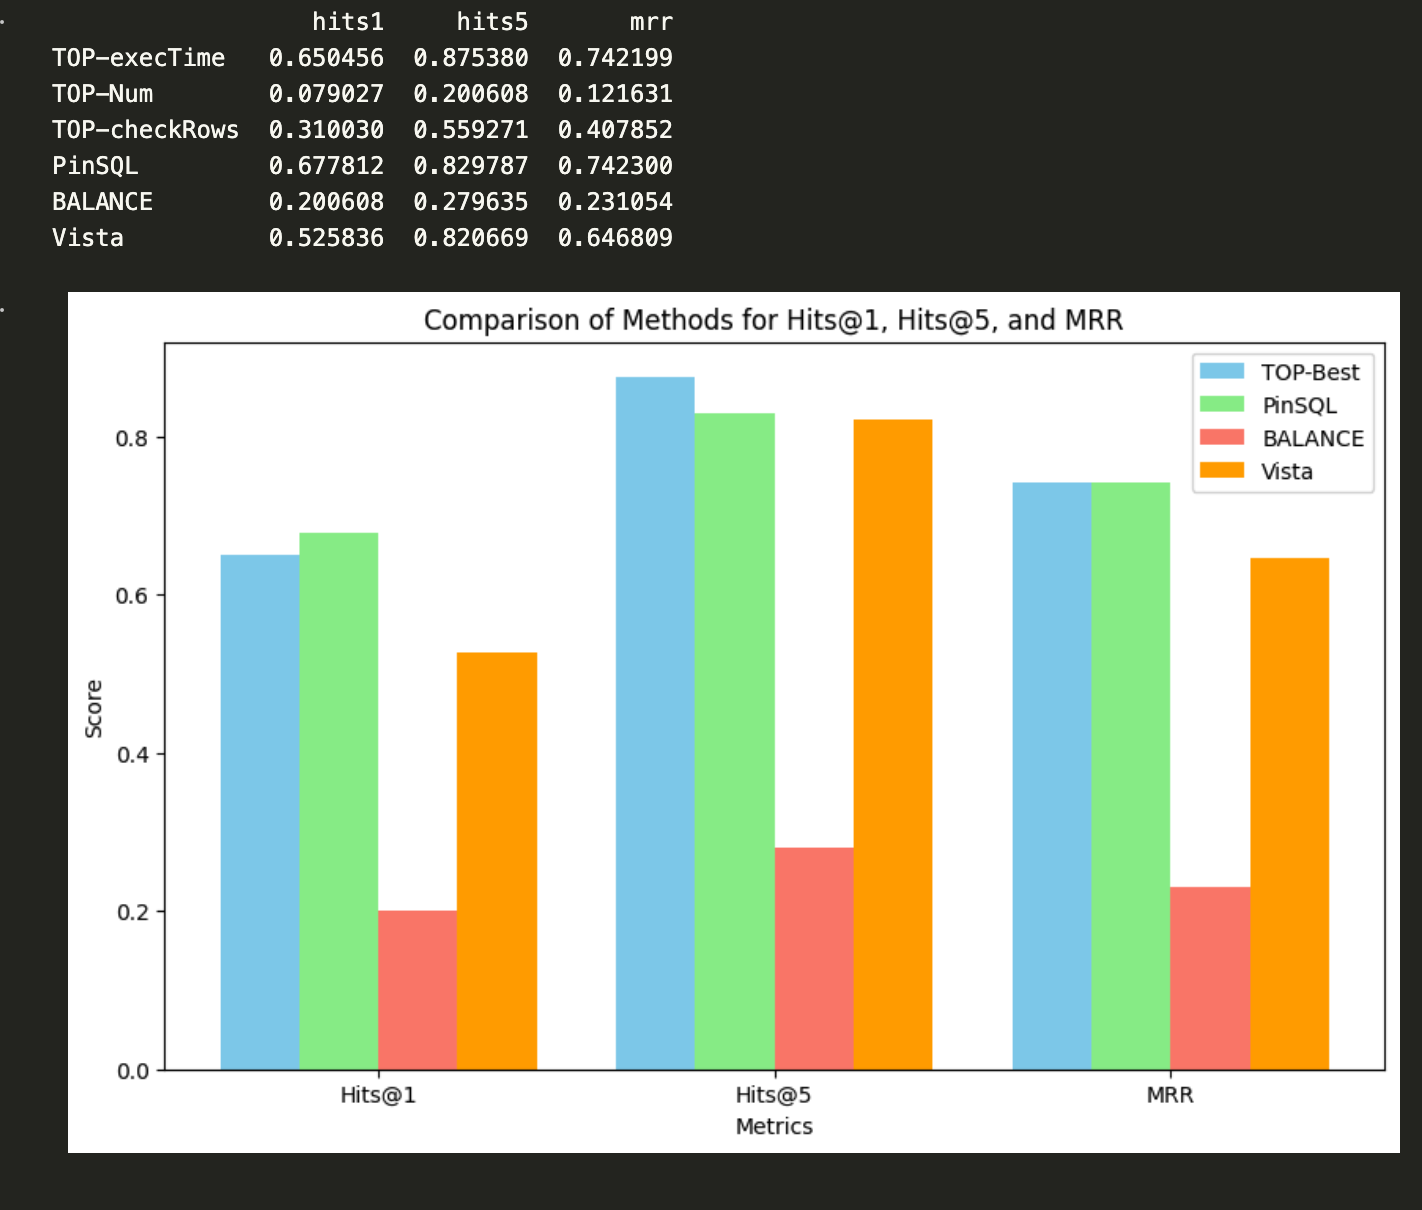 hits1 hits5 mrr
TOP-execTime 0.650456 0.875380 0.742199
TOP-Num 0.079027 0.200608 0.121631
TOP-checkRows 0.310030 0.559271 0.407852
PinSQL 0.677812 0.829787 0.742300
BALANCE 0.200608 0.279635 0.231054
Vista 0.525836 0.820669 0.646809
Comparison of Methods for Hits@1, Hits@5, and MRR
TOP-Best
PinSQL
BALANCE
Vista
0.8
0.6
0.4
0.2
0.0
Score
Hits@1 Hits@5 MRR
Metrics